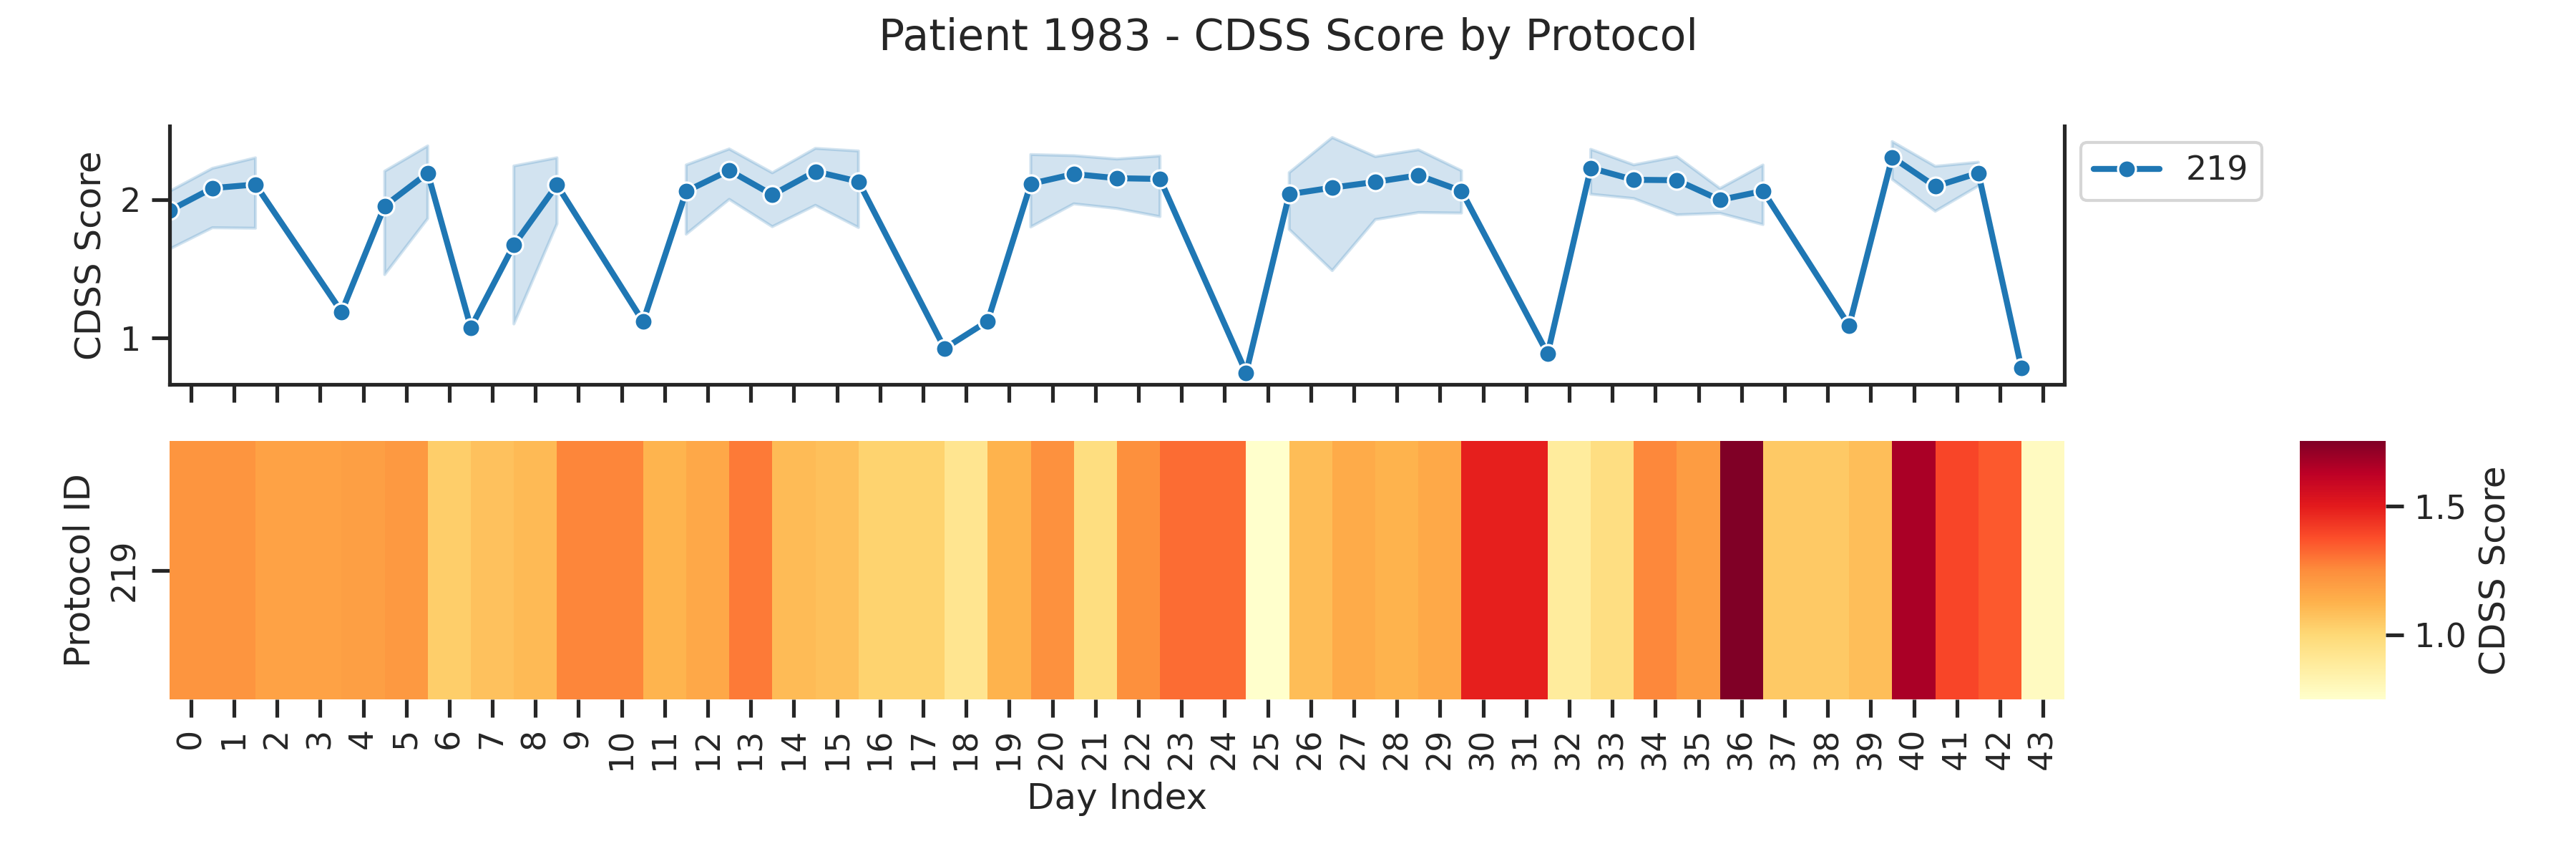 Patient 1983 - CDSS Score by Protocol
CDSS Score
2
1
219
Protocol ID
219
0 1 2 3 4 5 6 7 8 9 10 11 12 13 14 15 16 17 18 19 20 21 22 23 24 25 26 27 28 29 30 31 32 33 34 35 36 37 38 39 40 41 42 43
Day Index
1.5
1.0
CDSS Score